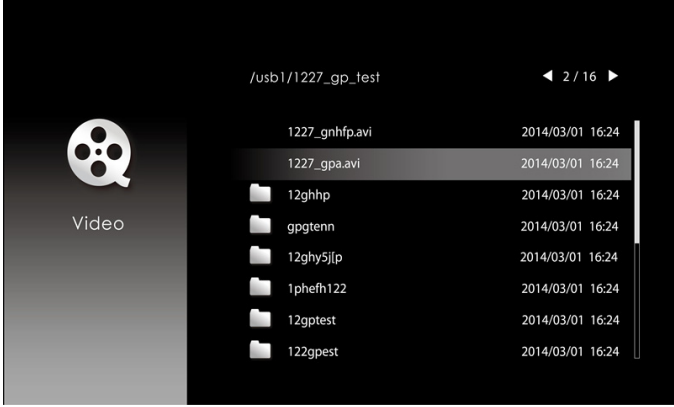 /usb1/1227_gp_test 2 / 16
1227_gnhfp.avi 2014/03/01 16:24
1227_gpa.avi 2014/03/01 16:24
12ghhp 2014/03/01 16:24
Video
gpgtenn 2014/03/01 16:24
12ghy5j[p 2014/03/01 16:24
1phefh122 2014/03/01 16:24
12gptest 2014/03/01 16:24
122gpest 2014/03/01 16:24